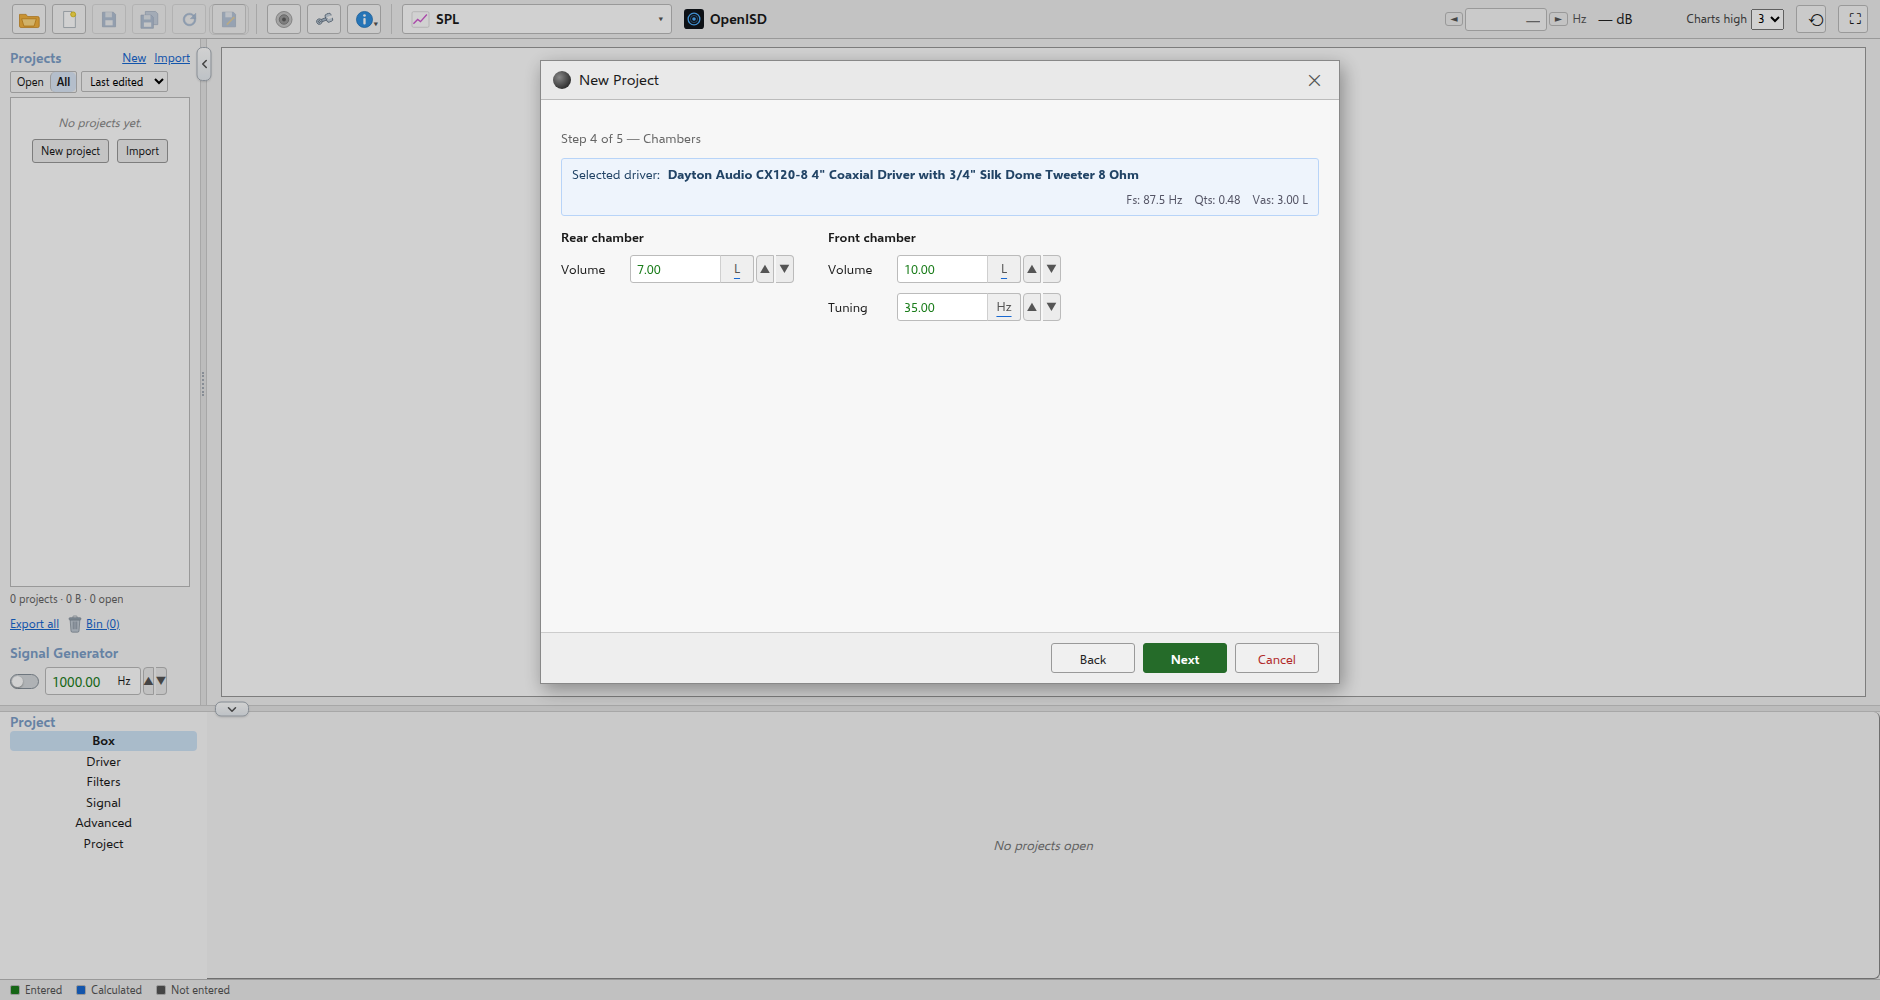 SPL
OpenISD
—
Hz
— dB
Charts high
3
Projects
New
Import
Open
All
Last edited
No projects yet.
New project
Import
0 projects · 0 B · 0 open
Export all
Bin (0)
Signal Generator
1000.00
Hz
New Project
Step 4 of 5 — Chambers
Selected driver: Dayton Audio CX120-8 4" Coaxial Driver with 3/4" Silk Dome Tweeter 8 Ohm
Fs: 87.5 Hz Qts: 0.48 Vas: 3.00 L
Rear chamber
Volume
7.00
L
Front chamber
Volume
10.00
L
Tuning
35.00
Hz
Back
Next
Cancel
Project
Box
Driver
Filters
Signal
Advanced
Project
No projects open
Entered
Calculated
Not entered